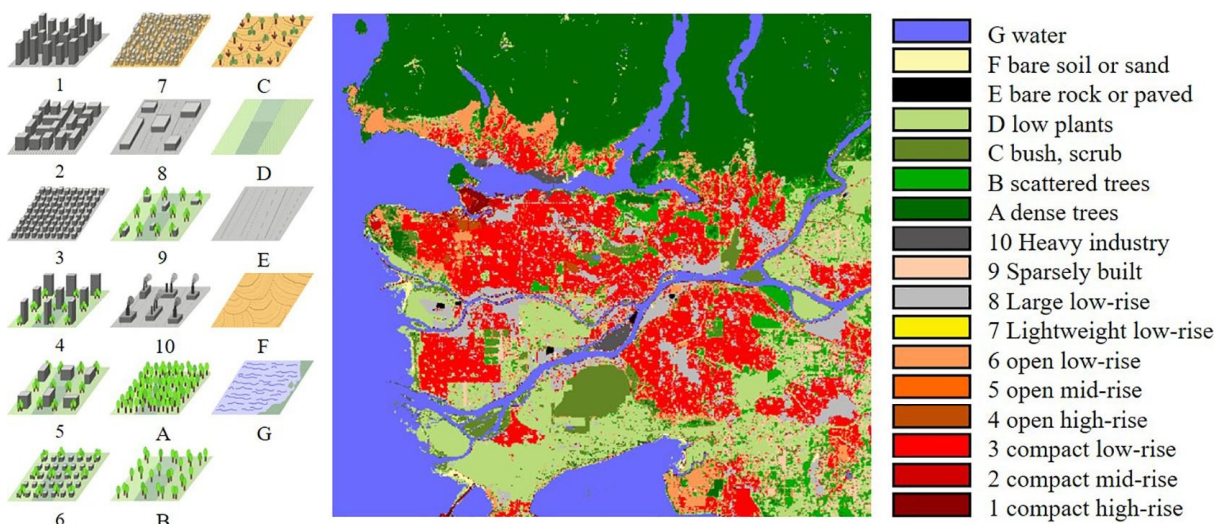 1
7
C
2
8
D
3
9
E
4
10
F
5
A
G
6
B
G water
F bare soil or sand
E bare rock or paved
D low plants
C bush, scrub
B scattered trees
A dense trees
10 Heavy industry
9 Sparsely built
8 Large low-rise
7 Lightweight low-rise
6 open low-rise
5 open mid-rise
4 open high-rise
3 compact low-rise
2 compact mid-rise
1 compact high-rise